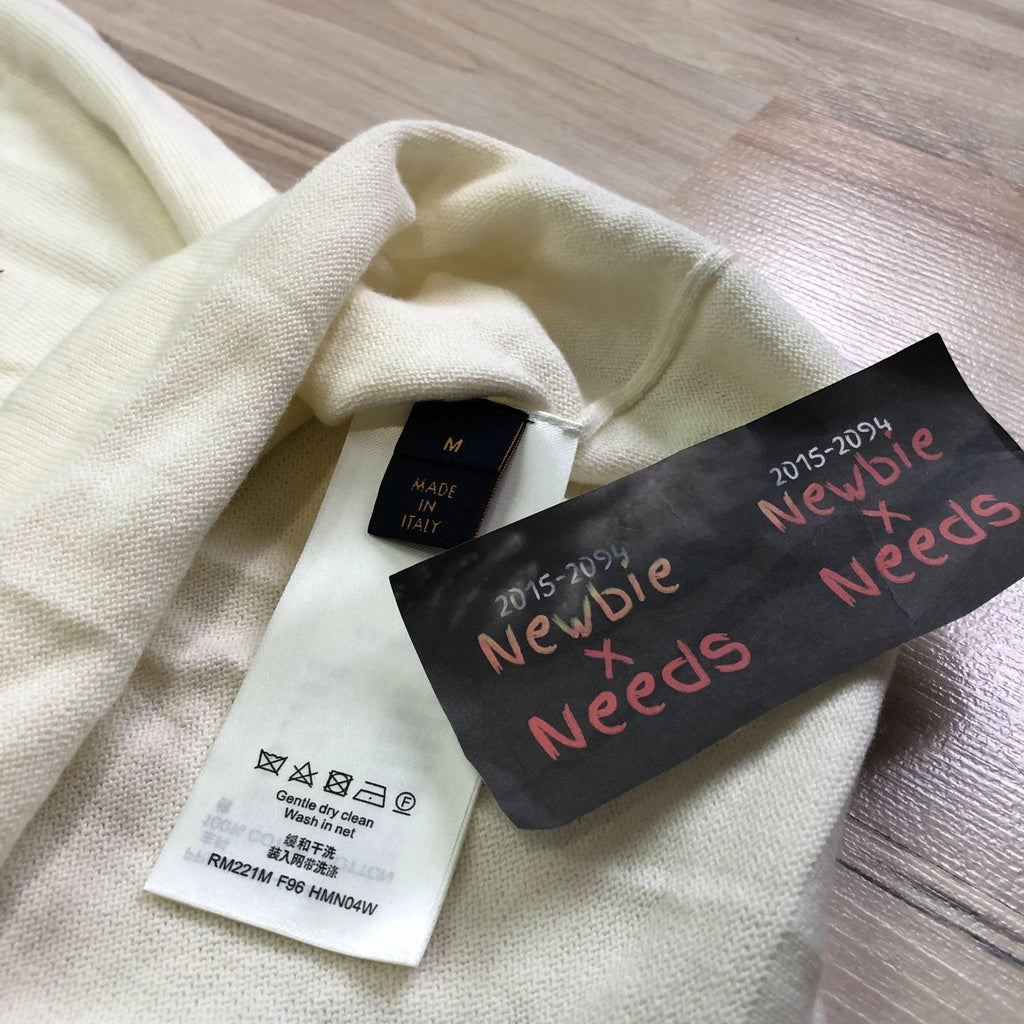 M
MADE
IN
ITALY
2015-2094
Newbie
x
Needs
2015-2094
Newbie
x
Needs
Gentle dry clean
Wash in net
缓和干洗
装入网带洗涤
RM221M F96 HMN04W